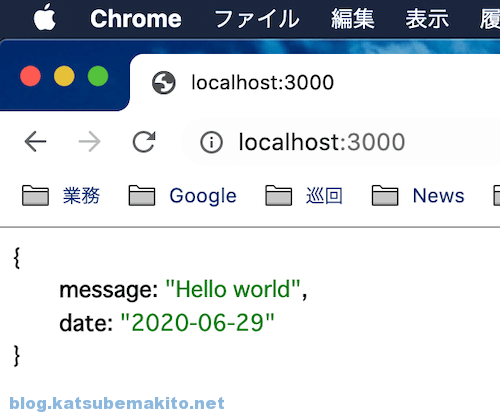 Chrome ファイル 編集 表示
localhost:3000
localhost:3000
業務 Google 巡回 News
{
message: "Hello world",
date: "2020-06-29"
}
blog.katsubemakito.net